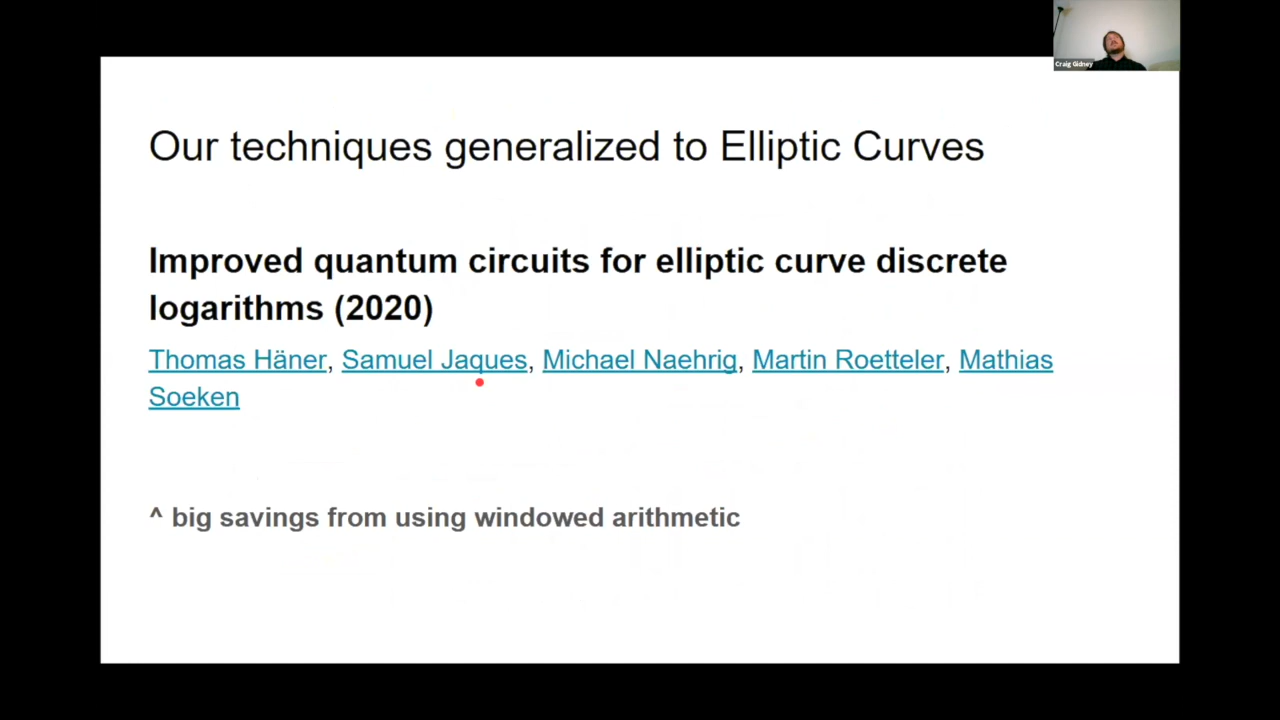 Craig Gidney
Our techniques generalized to Elliptic Curves
Improved quantum circuits for elliptic curve discrete
logarithms (2020)
Thomas Häner, Samuel Jaques, Michael Naehrig, Martin Roetteler, Mathias
Soeken
^ big savings from using windowed arithmetic